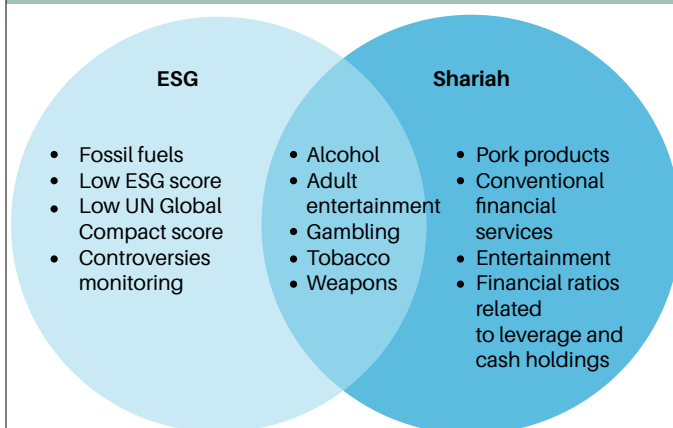 ESG
• Fossil fuels
• Low ESG score
• Low UN Global
Compact score
• Controversies
monitoring
• Alcohol
• Adult
entertainment
• Gambling
• Tobacco
• Weapons
Shariah
• Pork products
• Conventional
financial
services
• Entertainment
• Financial ratios
related
to leverage and
cash holdings